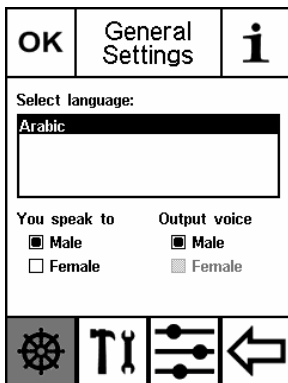 OK
General
Settings
i
Select language:
Arabic
You speak to
Output voice
Male
Male
Female
Female